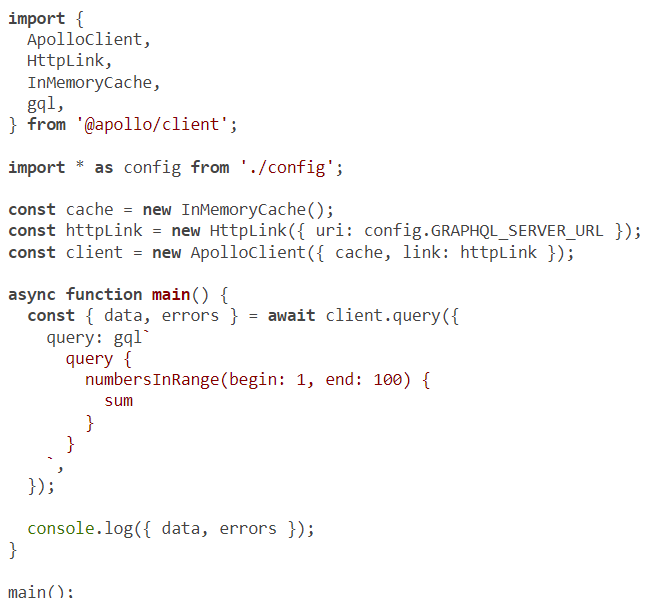 import {
  ApolloClient,
  HttpLink,
  InMemoryCache,
  gql,
} from '@apollo/client';

import * as config from './config';

const cache = new InMemoryCache();
const httpLink = new HttpLink({ uri: config.GRAPHQL_SERVER_URL });
const client = new ApolloClient({ cache, link: httpLink });

async function main() {
  const { data, errors } = await client.query({
    query: gql`
      query {
        numbersInRange(begin: 1, end: 100) {
          sum
        }
      }
    `,
  });

  console.log({ data, errors });
}

main();